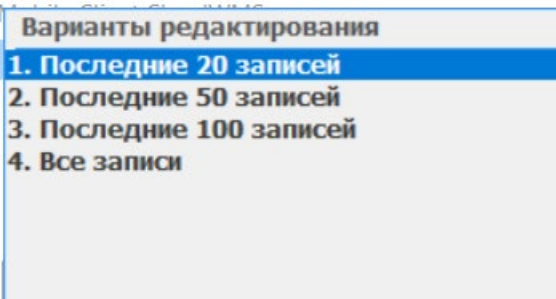 Варианты редактирования
1. Последние 20 записей
2. Последние 50 записей
3. Последние 100 записей
4. Все записи